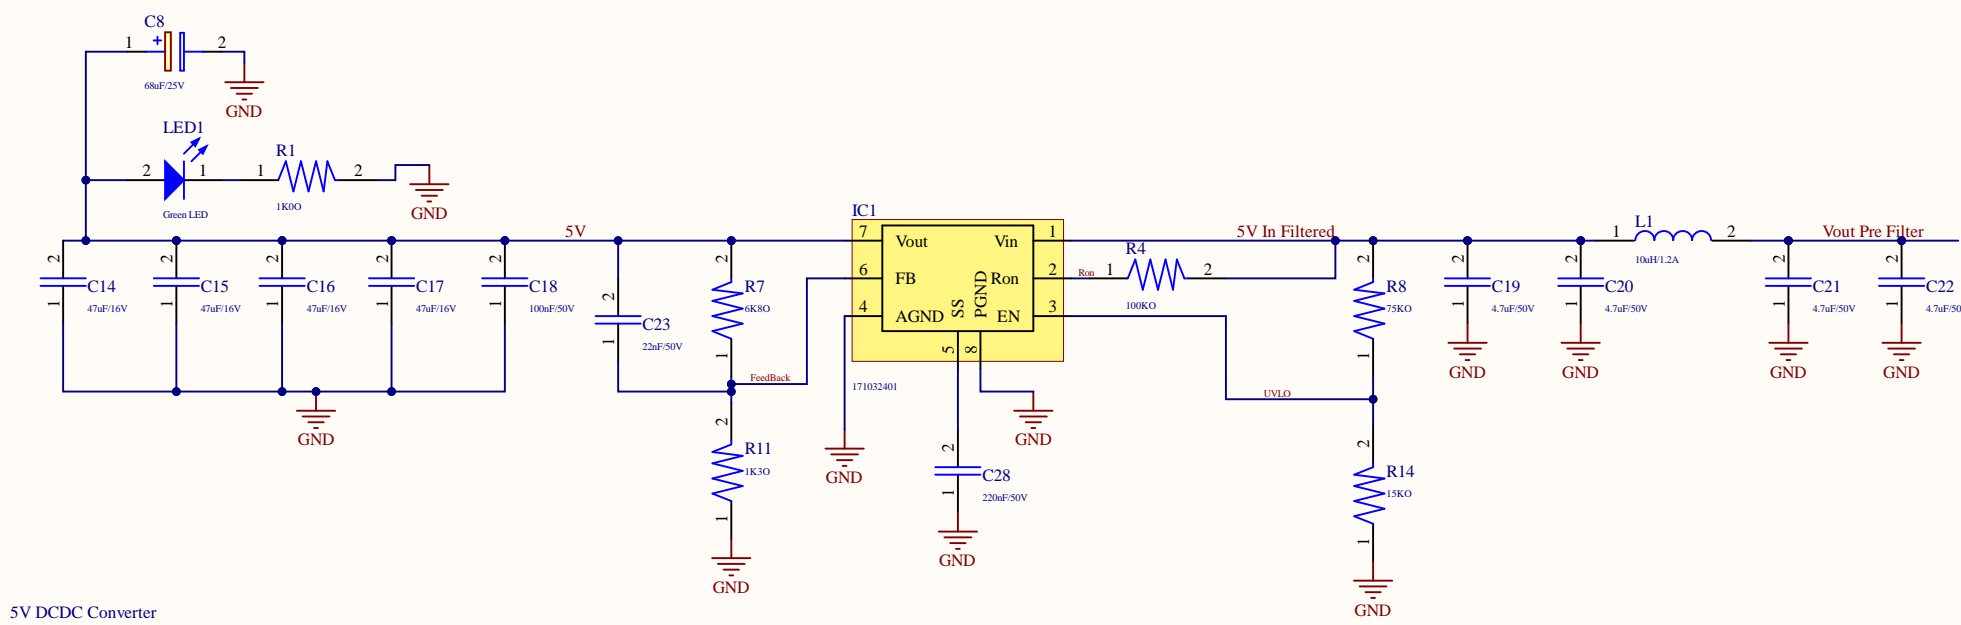 C8
1
+
2
68uF/25V
GND
LED1
2
1
Green LED
R1
1
2
1K0O
GND
5V
2
1
C14
47uF/16V
2
1
C15
47uF/16V
2
1
C16
47uF/16V
2
1
C17
47uF/16V
2
1
C18
100nF/50V
GND
2
1
C23
22nF/50V
2
R7
6K8O
1
FeedBack
2
R11
1K3O
1
GND
IC1
7
Vout
Vin
1
6
FB
Ron
2
4
AGND
SS
PGND
EN
3
5
8
171032401
GND
GND
2
C28
1
220nF/50V
GND
5V In Filtered
Ron
R4
1
2
100KO
2
R8
75KO
1
UVLO
2
R14
15KO
1
GND
2
1
C19
4.7uF/50V
GND
2
1
C20
4.7uF/50V
GND
L1
1
2
10uH/1.2A
Vout Pre Filter
2
1
C21
4.7uF/50V
GND
2
1
C22
4.7uF/50
GND
5V DCDC Converter